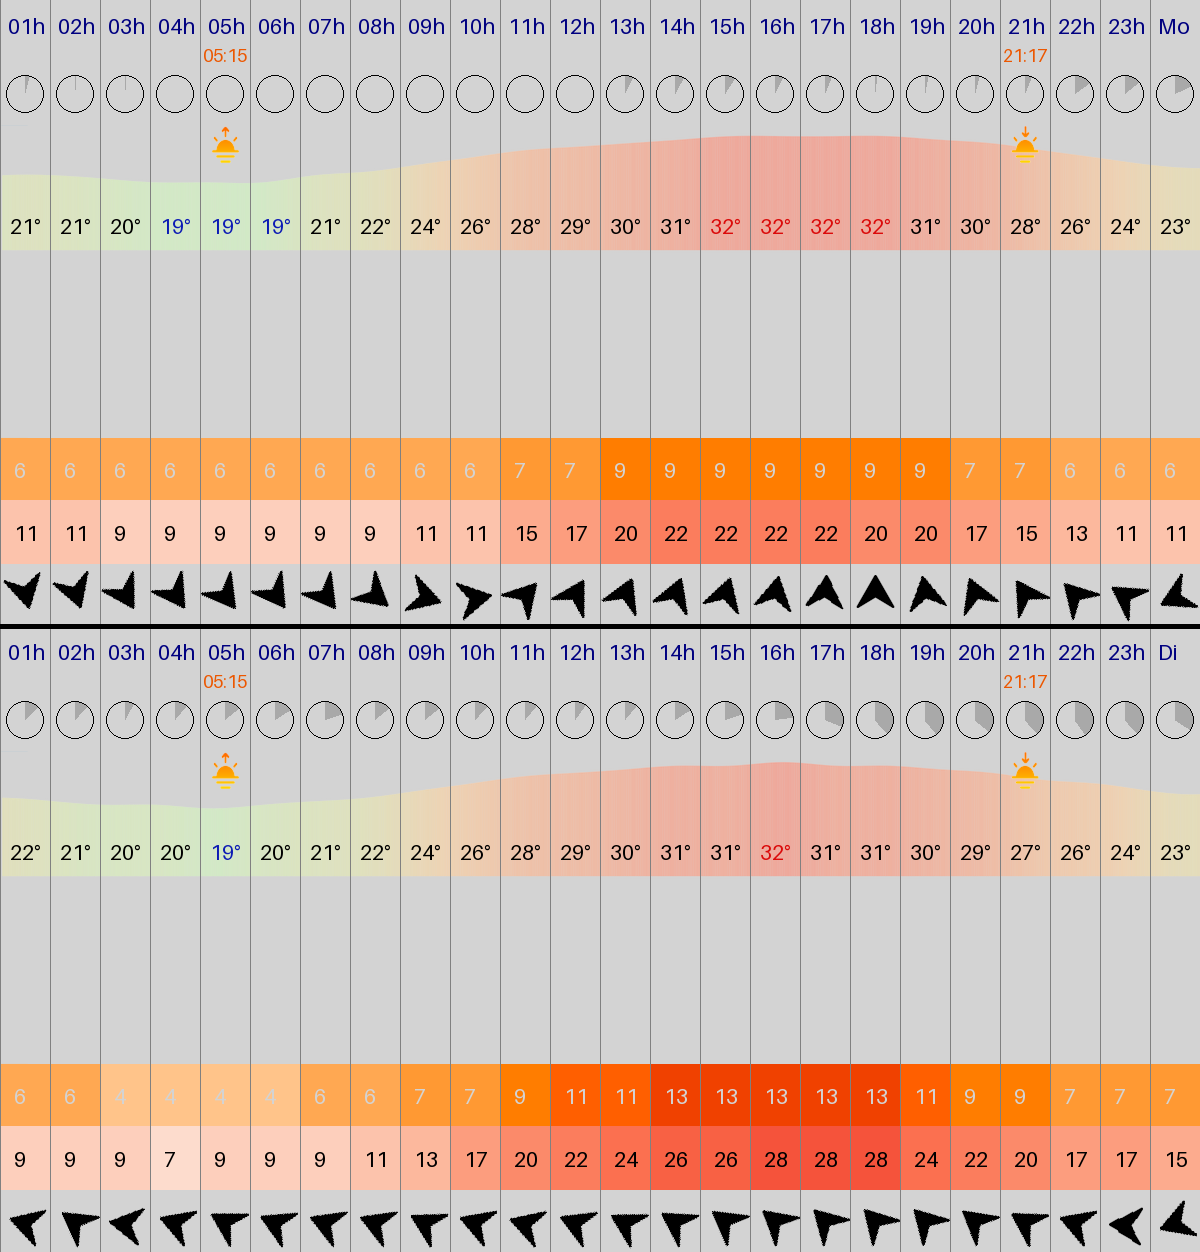 01h 02h 03h 04h 05h 06h 07h 08h 09h 10h 11h 12h 13h 14h 15h 16h 17h 18h 19h 20h 21h 22h 23h Mo
05:15 21:17
21° 21° 20° 19° 19° 19° 21° 22° 24° 26° 28° 29° 30° 31° 32° 32° 32° 32° 31° 30° 28° 26° 24° 23°
6 6 6 6 6 6 6 6 6 6 7 7 9 9 9 9 9 9 9 7 7 6 6 6
11 11 9 9 9 9 9 9 11 11 15 17 20 22 22 22 22 20 20 17 15 13 11 11
01h 02h 03h 04h 05h 06h 07h 08h 09h 10h 11h 12h 13h 14h 15h 16h 17h 18h 19h 20h 21h 22h 23h Di
05:15 21:17
22° 21° 20° 20° 19° 20° 21° 22° 24° 26° 28° 29° 30° 31° 31° 32° 31° 31° 30° 29° 27° 26° 24° 23°
6 6 4 4 4 4 6 6 7 7 9 11 11 13 13 13 13 13 11 9 9 7 7 7
9 9 9 7 9 9 9 11 13 17 20 22 24 26 26 28 28 28 24 22 20 17 17 15